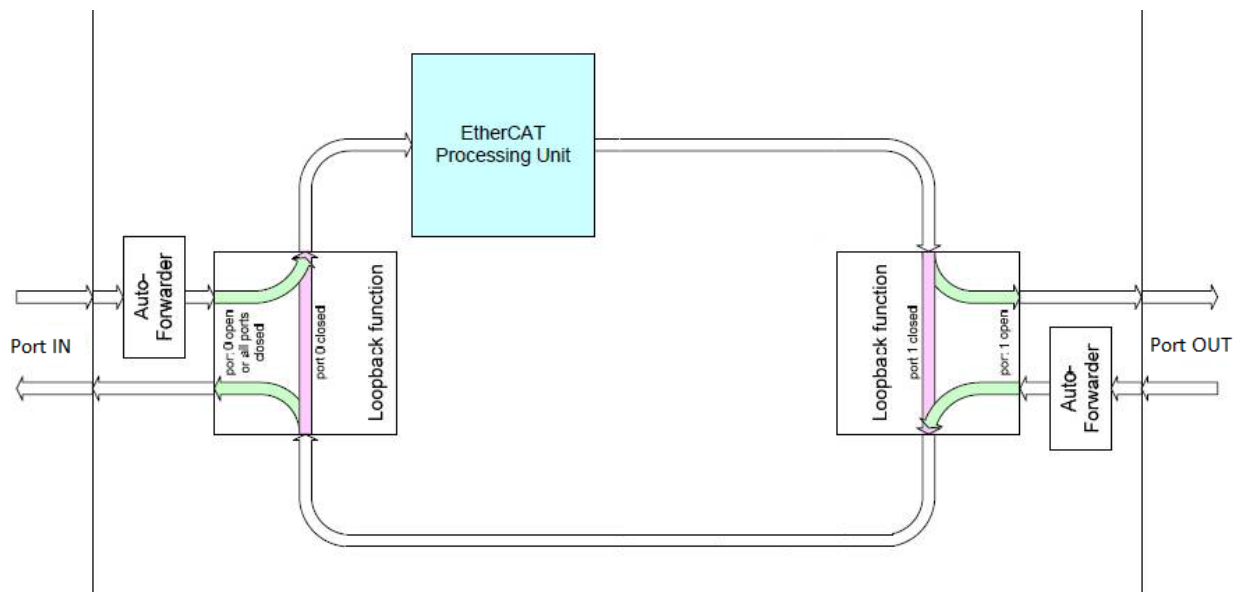 EtherCAT
Processing Unit
Auto-
Forwarder
port 0 open
or all ports
closed
port 0 closed
Loopback function
Port IN
Loopback function
port 1 closed
port 1 open
Auto-
Forwarder
Port OUT